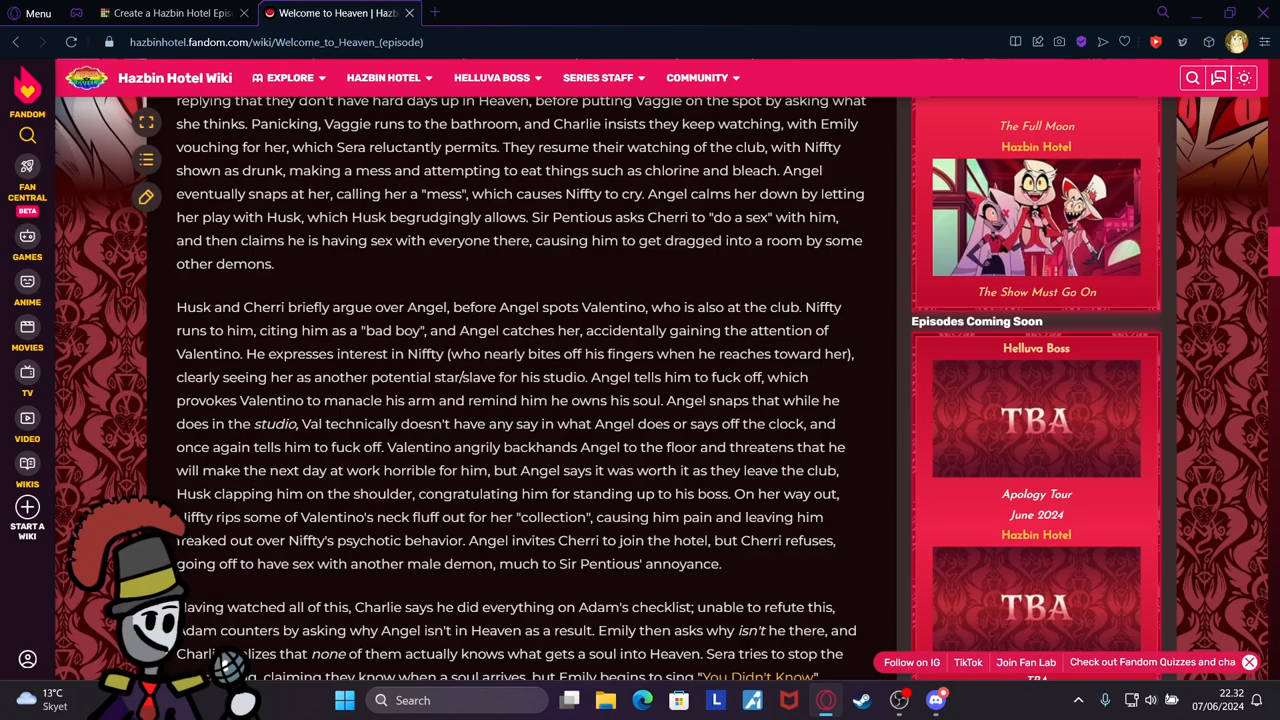 Menu
Create a Hazbin Hotel Epis
Welcome to Heaven | Hazb
hazbinhotel.fandom.com/wiki/Welcome_to_Heaven_(episode)
Hazbin Hotel Wiki
EXPLORE
HAZBIN HOTEL
HELLUVA BOSS
SERIES STAFF
COMMUNITY
FANDOM
FAN
CENTRAL
BETA
GAMES
ANIME
MOVIES
TV
VIDEO
WIKIS
START A
WIKI
replying that they don't have hard days up in Heaven, before putting Vaggie on the spot by asking what
she thinks. Panicking, Vaggie runs to the bathroom, and Charlie insists they keep watching, with Emily
vouching for her, which Sera reluctantly permits. They resume their watching of the club, with Niffty
shown as drunk, making a mess and attempting to eat things such as chlorine and bleach. Angel
eventually snaps at her, calling her a "mess", which causes Niffty to cry. Angel calms her down by letting
her play with Husk, which Husk begrudgingly allows. Sir Pentious asks Cherri to "do a sex" with him,
and then claims he is having sex with everyone there, causing him to get dragged into a room by some
other demons.
Husk and Cherri briefly argue over Angel, before Angel spots Valentino, who is also at the club. Niffty
runs to him, citing him as a "bad boy", and Angel catches her, accidentally gaining the attention of
Valentino. He expresses interest in Niffty (who nearly bites off his fingers when he reaches toward her),
clearly seeing her as another potential star/slave for his studio. Angel tells him to fuck off, which
provokes Valentino to manacle his arm and remind him he owns his soul. Angel snaps that while he
does in the studio, Val technically doesn't have any say in what Angel does or says off the clock, and
once again tells him to fuck off. Valentino angrily backhands Angel to the floor and threatens that he
will make the next day at work horrible for him, but Angel says it was worth it as they leave the club,
Husk clapping him on the shoulder, congratulating him for standing up to his boss. On her way out,
Niffty rips some of Valentino's neck fluff out for her "collection", causing him pain and leaving him
freaked out over Niffty's psychotic behavior. Angel invites Cherri to join the hotel, but Cherri refuses,
going off to have sex with another male demon, much to Sir Pentious' annoyance.
Having watched all of this, Charlie says he did everything on Adam's checklist; unable to refute this,
Adam counters by asking why Angel isn't in Heaven as a result. Emily then asks why isn't he there, and
Charlie realizes that none of them actually knows what gets a soul into Heaven. Sera tries to stop the
claiming they know when a soul arrives, but Emily begins to sing "You Didn't Know",
The Full Moon
Hazbin Hotel
The Show Must Go On
Episodes Coming Soon
Helluva Boss
TBA
Apology Tour
June 2024
Hazbin Hotel
TBA
TBA
Follow on IG
TikTok
Join Fan Lab
Check out Fandom Quizzes and cha
13°C
Skyet
Search
22.32
07/06/2024